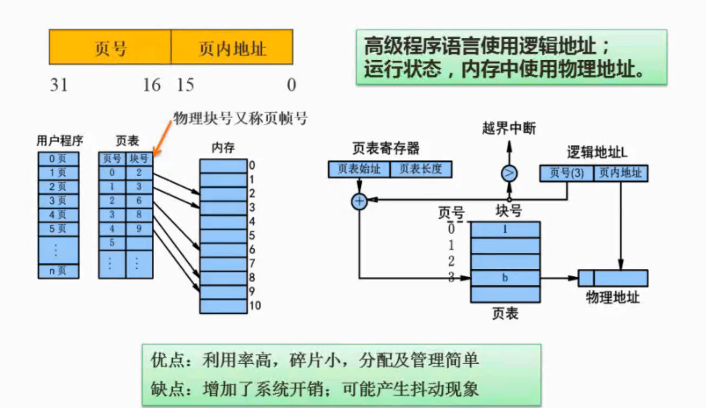 页号 页内地址
31 16 15 0
高级程序语言使用逻辑地址；
运行状态，内存中使用物理地址。
物理块号又称页帧号
用户程序
0 页
1 页
2 页
3 页
4 页
5 页
⋮
n 页
页表
页号 块号
0 2
1 3
2 6
3 8
4 9
5
⋮ ⋮
内存
0
1
2
3
4
5
6
7
8
9
10
越界中断
页表寄存器
页表始址 页表长度
逻辑地址L
页号(3) 页内地址
>
+
页号 块号
0 1
1
2
3 b
页表
物理地址
优点：利用率高，碎片小，分配及管理简单
缺点：增加了系统开销；可能产生抖动现象